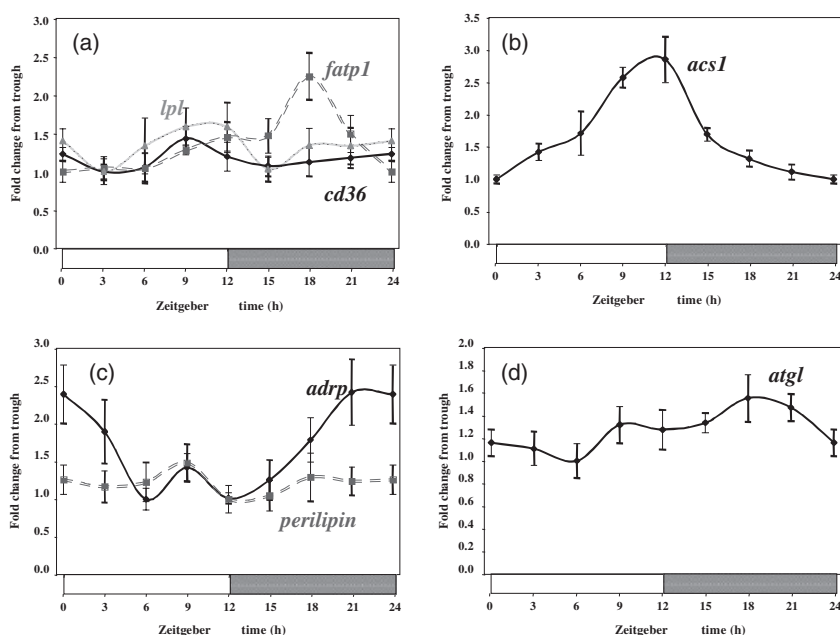 (a)
fatp1
lpl
cd36
Fold change from trough
3.0
2.5
2.0
1.5
1.0
0.5
0.0
0 3 6 9 12 15 18 21 24
Zeitgeber time (h)
(b)
acs1
Fold change from trough
3.5
3.0
2.5
2.0
1.5
1.0
0.5
0.0
0 3 6 9 12 15 18 21 24
Zeitgeber time (h)
(c)
adrp
perilipin
Fold change from trough
3.0
2.5
2.0
1.5
1.0
0.5
0.0
0 3 6 9 12 15 18 21 24
Zeitgeber time (h)
(d)
atgl
Fold change from trough
2.0
1.8
1.6
1.4
1.2
1.0
0.8
0.6
0.4
0.2
0.0
0 3 6 9 12 15 18 21 24
Zeitgeber time (h)